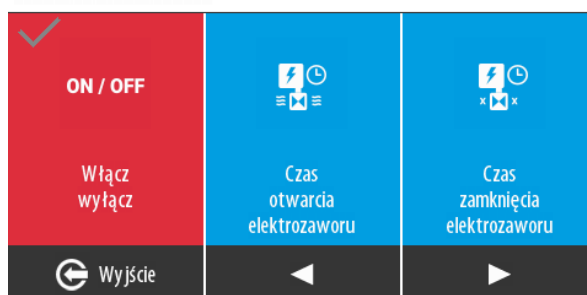 ON / OFF
Włącz
wyłącz
Czas
otwarcia
elektrozaworu
Czas
zamknięcia
elektrozaworu
Wyjście